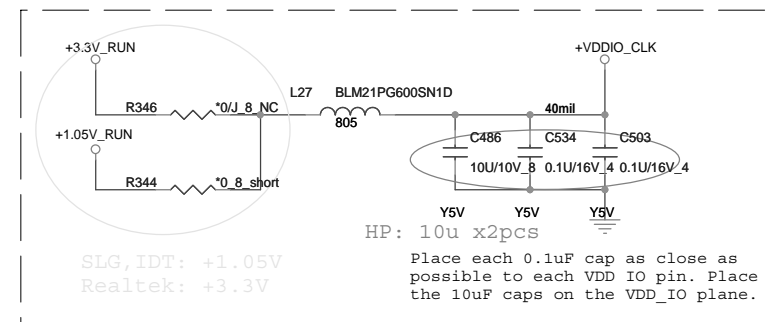 +3.3V_RUN
+VDDIO_CLK
L27 BLM21PG600SN1D
R346 *0/J_8_NC
805
40mil
+1.05V_RUN
C486 C534 C503
R344 *0_8_short
10U/10V_8 0.1U/16V_4 0.1U/16V_4
Y5V Y5V Y5V
HP: 10u x2pcs
SLG,IDT: +1.05V
Realtek: +3.3V
Place each 0.1uF cap as close as
possible to each VDD IO pin. Place
the 10uF caps on the VDD_IO plane.